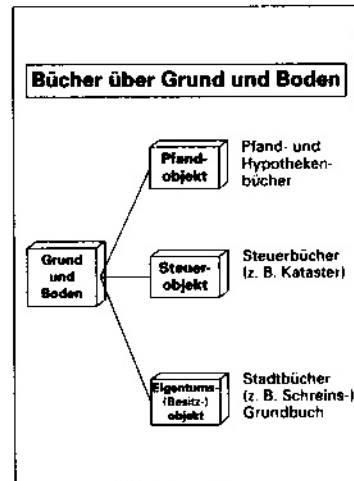 Bücher über Grund und Boden
Pfand-
objekt
Pfand- und
Hypotheken-
bücher
Grund
und
Boden
Steuer-
objekt
Steuerbücher
(z. B. Kataster)
Eigentums-
(Besitz-)
objekt
Stadtbücher
(z. B. Schreins-)
Grundbuch